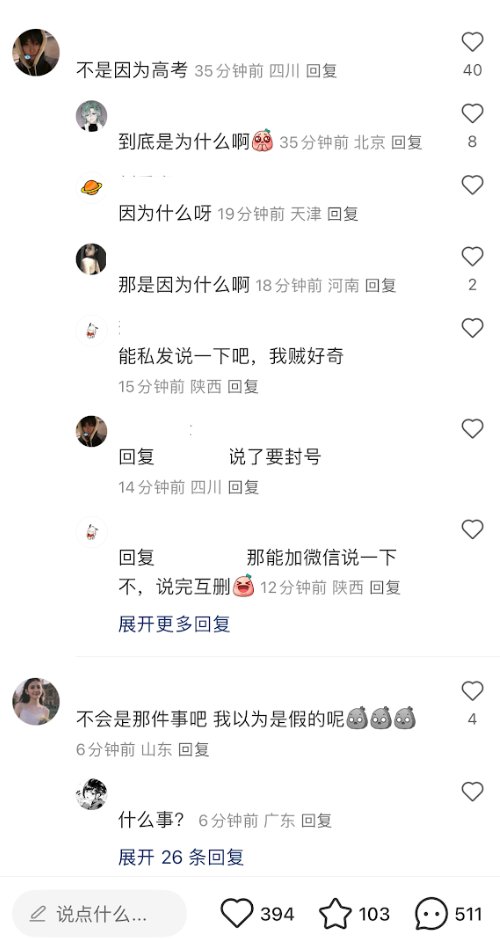 不是因为高考 35分钟前 四川 回复
40
到底是为什么啊 35分钟前 北京 回复
8
因为什么呀 19分钟前 天津 回复
那是因为什么啊 18分钟前 河南 回复
2
能私发说一下吧，我贼好奇
15分钟前 陕西 回复
回复 说了要封号
14分钟前 四川 回复
回复 那能加微信说一下
不，说完互删 12分钟前 陕西 回复
展开更多回复
不会是那件事吧 我以为是假的呢
4
6分钟前 山东 回复
什么事？ 6分钟前 广东 回复
展开 26 条回复
说点什么... 394 103 511